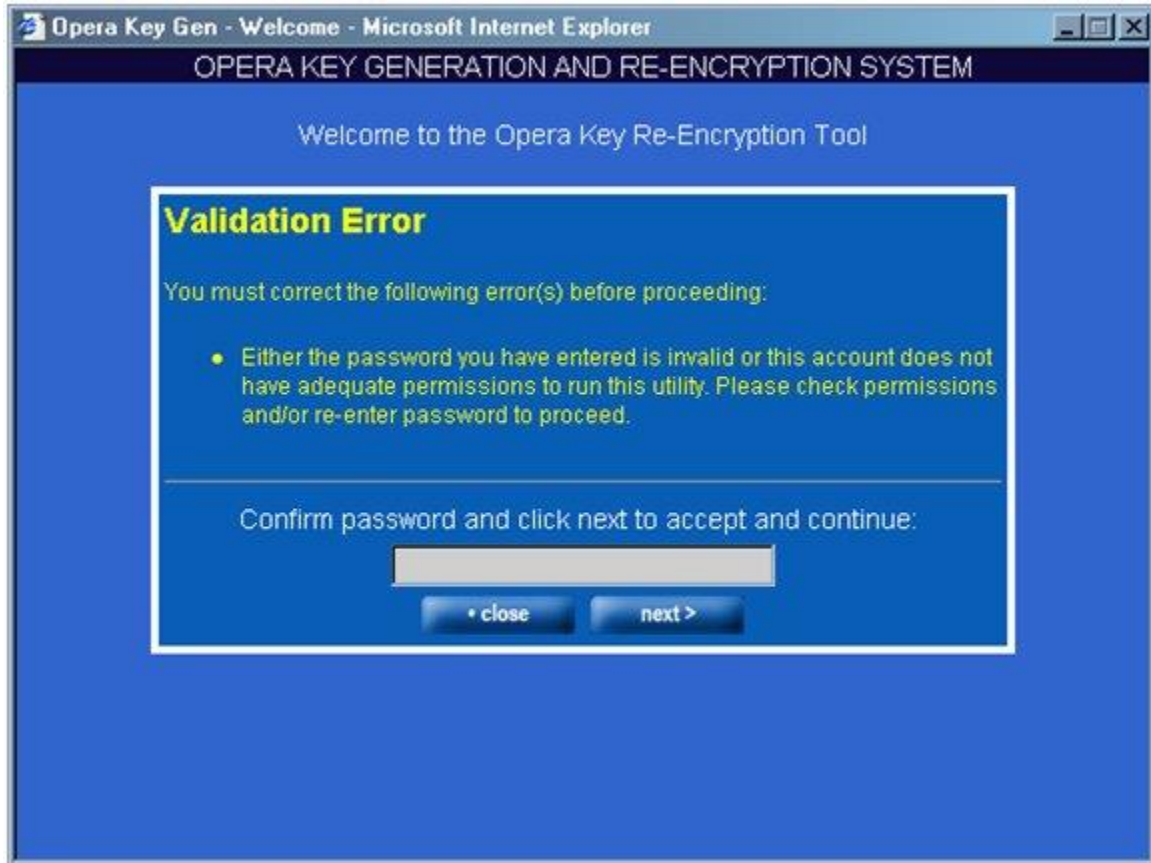 Opera Key Gen - Welcome - Microsoft Internet Explorer
OPERA KEY GENERATION AND RE-ENCRYPTION SYSTEM
Welcome to the Opera Key Re-Encryption Tool
Validation Error
You must correct the following error(s) before proceeding:
• Either the password you have entered is invalid or this account does not
have adequate permissions to run this utility. Please check permissions
and/or re-enter password to proceed.
Confirm password and click next to accept and continue:
• close next >